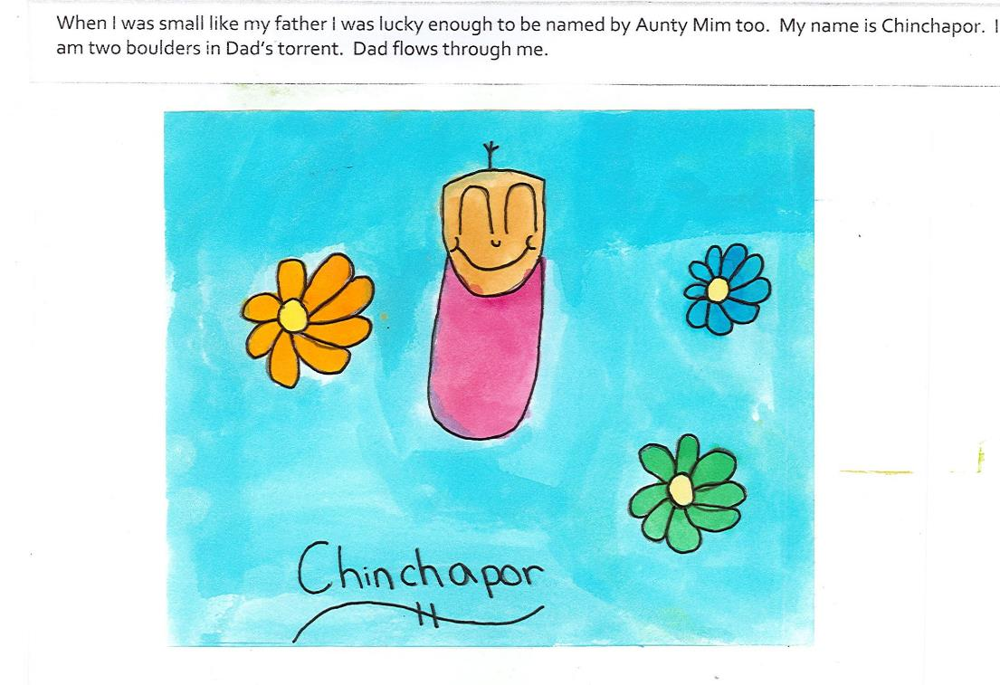 When I was small like my father I was lucky enough to be named by Aunty Mim too.  My name is Chinchapor.  I
am two boulders in Dad's torrent.  Dad flows through me.
Chinchapor